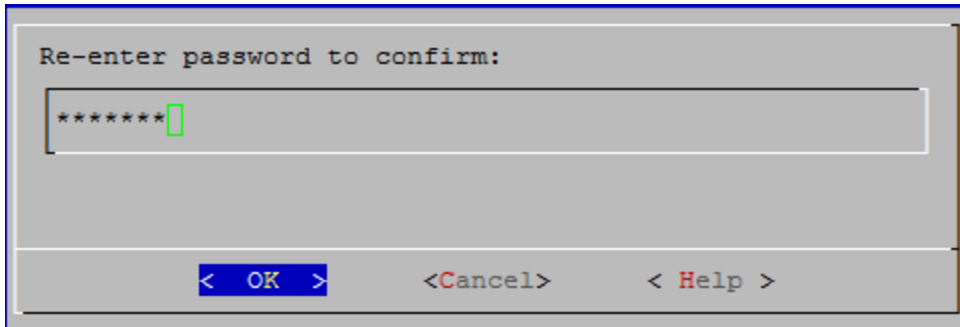 Re-enter password to confirm:
*******
< OK > <Cancel> < Help >